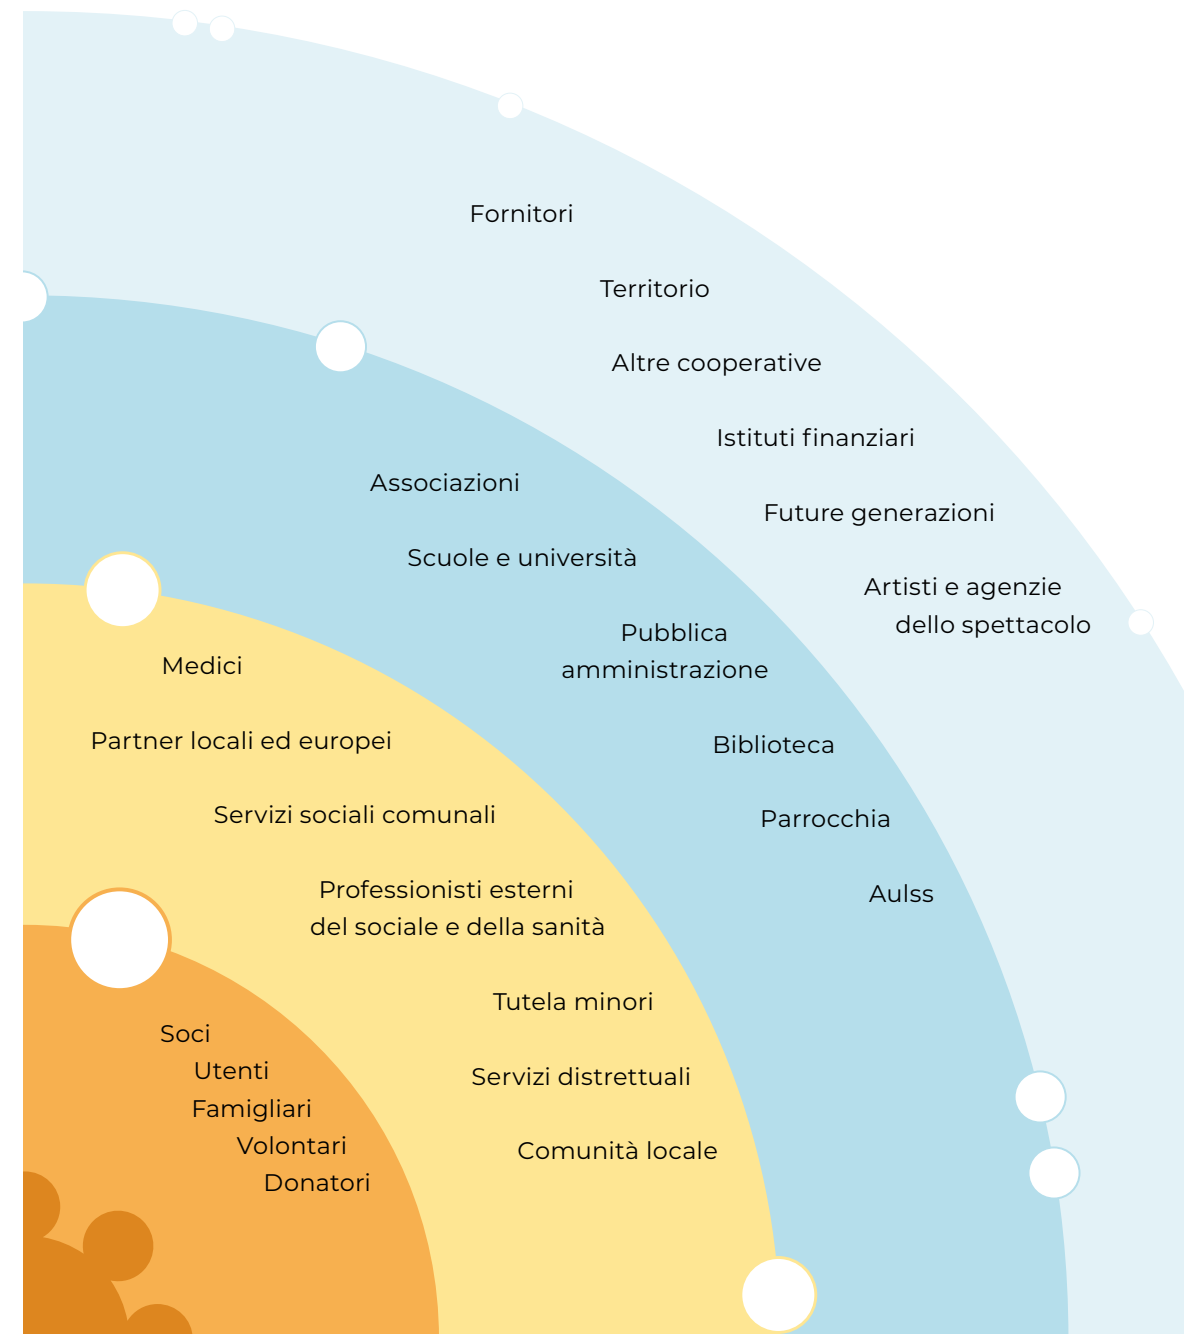 Fornitori
Territorio
Altre cooperative
Istituti finanziari
Future generazioni
Artisti e agenzie
dello spettacolo
Associazioni
Scuole e università
Pubblica
amministrazione
Biblioteca
Parrocchia
Aulss
Medici
Partner locali ed europei
Servizi sociali comunali
Professionisti esterni
del sociale e della sanità
Tutela minori
Servizi distrettuali
Comunità locale
Soci
Utenti
Famigliari
Volontari
Donatori